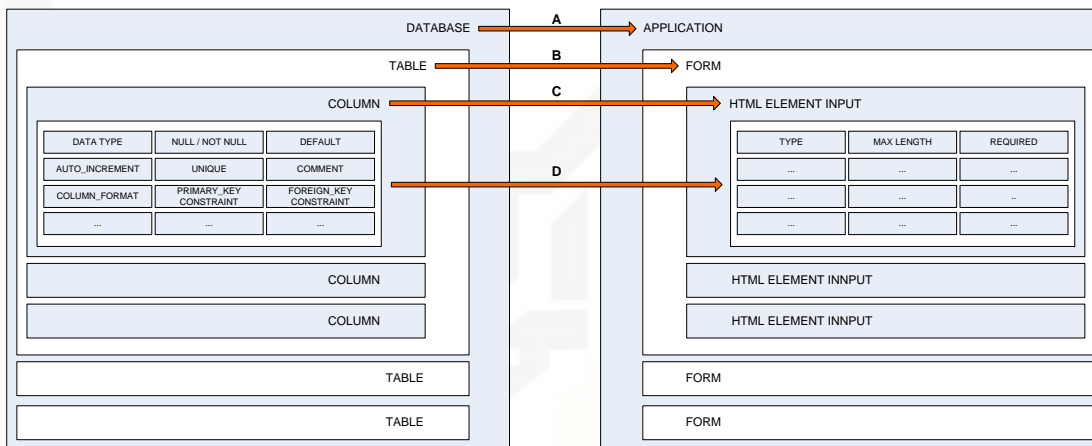 A
DATABASE
APPLICATION
B
TABLE
FORM
C
COLUMN
HTML ELEMENT INPUT
DATA TYPE
NULL / NOT NULL
DEFAULT
AUTO_INCREMENT
UNIQUE
COMMENT
COLUMN_FORMAT
PRIMARY_KEY
CONSTRAINT
FOREIGN_KEY
CONSTRAINT
...
...
...
D
TYPE
MAX LENGTH
REQUIRED
...
...
...
...
...
..
...
...
...
COLUMN
HTML ELEMENT INNPUT
COLUMN
HTML ELEMENT INNPUT
TABLE
FORM
TABLE
FORM